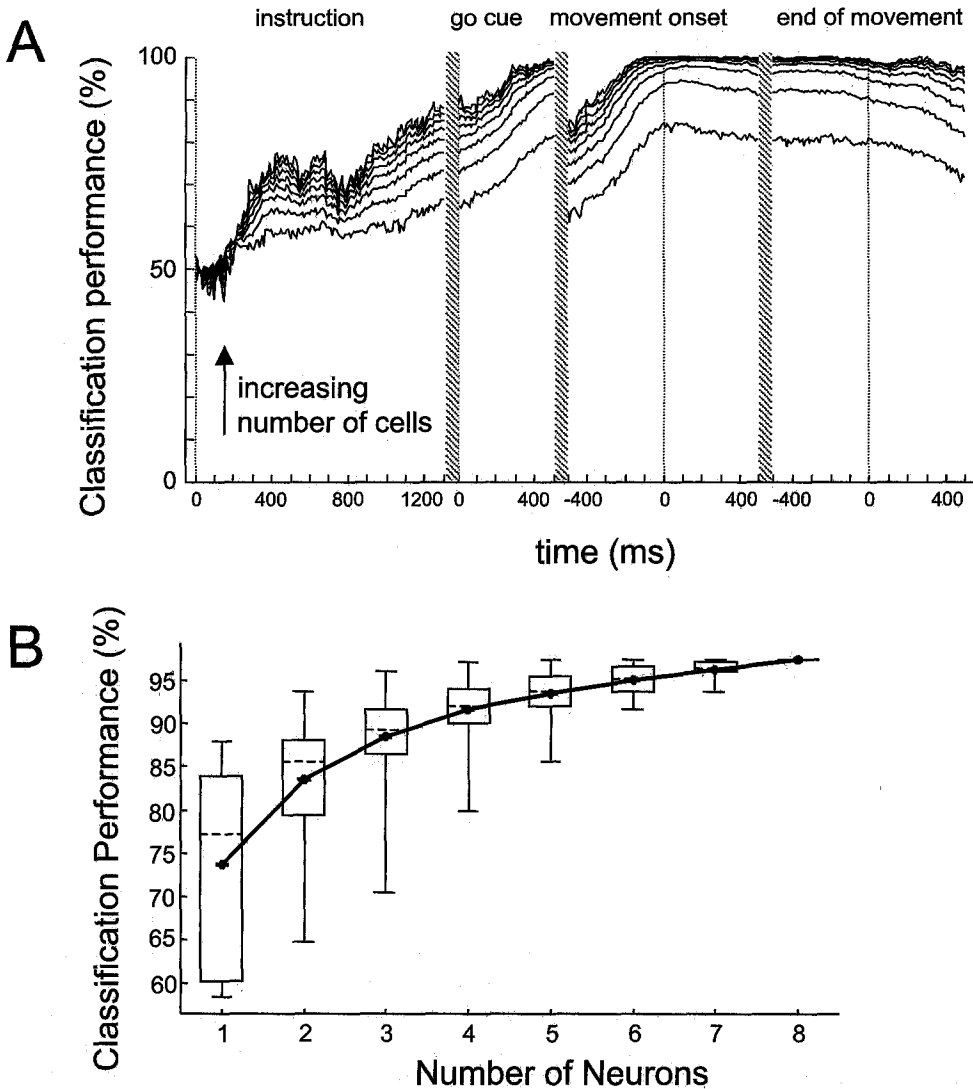 A
instruction
go cue
movement onset
end of movement
Classification performance (%)
100
50
0
increasing
number of cells
0 400 800 1200 0 400 -400 0 400 -400 0 400
time (ms)
B
Classification Performance (%)
95
90
85
80
75
70
65
60
1 2 3 4 5 6 7 8
Number of Neurons